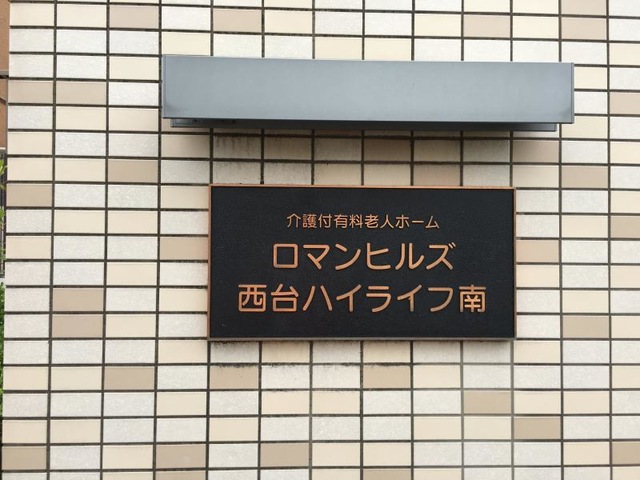 介護付有料老人ホーム
ロマンヒルズ
西台ハイライフ南